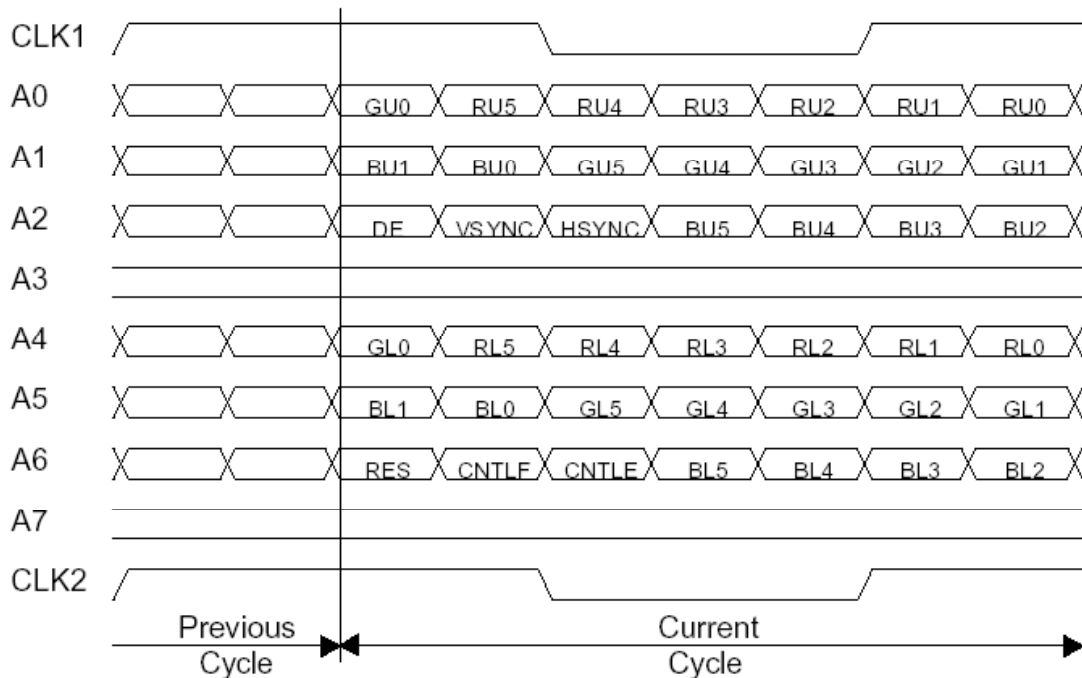 CLK1
A0 GU0 RU5 RU4 RU3 RU2 RU1 RU0
A1 BU1 BU0 GU5 GU4 GU3 GU2 GU1
A2 DE VSYNC HSYNC BU5 BU4 BU3 BU2
A3
A4 GL0 RL5 RL4 RL3 RL2 RL1 RL0
A5 BL1 BL0 GL5 GL4 GL3 GL2 GL1
A6 RES CNTLF CNTLE BL5 BL4 BL3 BL2
A7
CLK2
Previous Current
Cycle Cycle